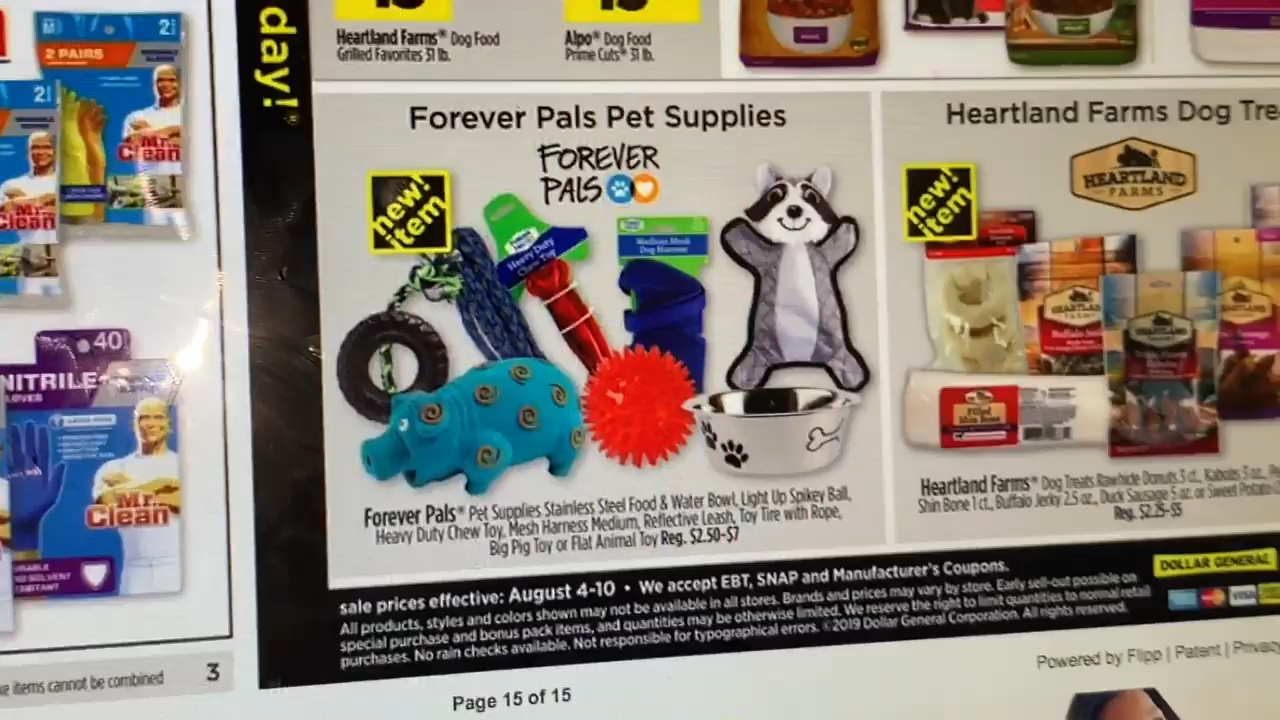 day!
Heartland Farms® Dog Food
Grilled Favorites 31 lb.
Alpo® Dog Food
Prime Cuts® 31 lb.
2 PAIRS
Mr. Clean
Mr. Clean
40
NITRILE
Mr. Clean
Forever Pals Pet Supplies
FOREVER
PALS
new!
item
Heavy Duty
Chew Toy
Medium Mesh
Dog Harness
Forever Pals® Pet Supplies Stainless Steel Food & Water Bowl, Light Up Spikey Ball,
Heavy Duty Chew Toy, Mesh Harness Medium, Reflective Leash, Toy Tire with Rope,
Big Pig Toy or Flat Animal Toy Reg. $2.50-$7
Heartland Farms Dog Tre
HEARTLAND
FARMS
new!
item
Filled
Shin Bone
Heartland Farms® Dog Treats Rawhide Donuts 3 ct., Kabobs 3 oz.,
Shin Bone 1 ct., Buffalo Jerky 2.5 oz., Duck Sausage 5 oz. or Sweet Potato
Reg. $2.25-$5
sale prices effective: August 4-10 • We accept EBT, SNAP and Manufacturer's Coupons.
All products, styles and colors shown may not be available in all stores. Brands and prices may vary by store. Early sell-out possible on
special purchase and bonus pack items, and quantities may be otherwise limited. We reserve the right to limit quantities to normal retail
purchases. No rain checks available. Not responsible for typographical errors. ©2019 Dollar General Corporation. All rights reserved.
DOLLAR GENERAL
VISA
items cannot be combined
3
Page 15 of 15
Powered by Flipp | Patent | Privacy